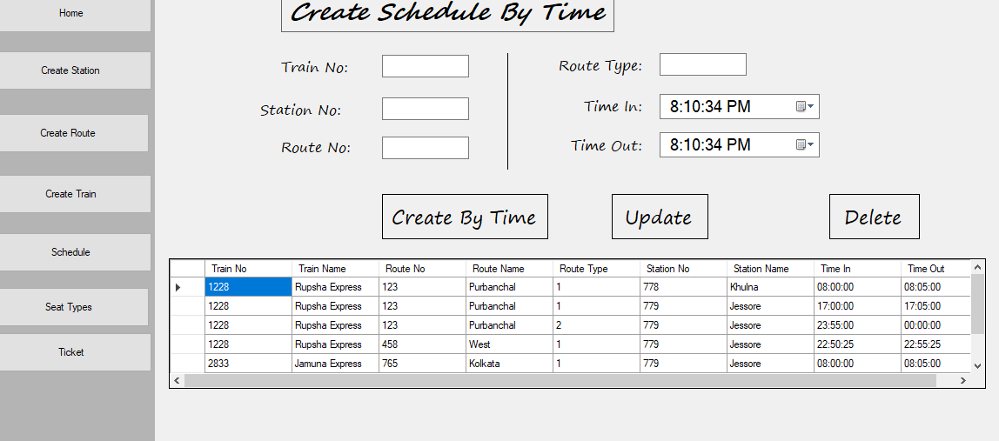 Home
Create Station
Create Route
Create Train
Schedule
Seat Types
Ticket
Create Schedule By Time
Train No:
Station No:
Route No:
Route Type:
Time In: 8:10:34 PM
Time Out: 8:10:34 PM
Create By Time Update Delete
Train No Train Name Route No Route Name Route Type Station No Station Name Time In Time Out
1228 Rupsha Express 123 Purbanchal 1 778 Khulna 08:00:00 08:05:00
1228 Rupsha Express 123 Purbanchal 1 779 Jessore 17:00:00 17:05:00
1228 Rupsha Express 123 Purbanchal 2 779 Jessore 23:55:00 00:00:00
1228 Rupsha Express 458 West 1 779 Jessore 22:50:25 22:55:25
2833 Jamuna Express 765 Kolkata 1 779 Jessore 08:00:00 08:05:00